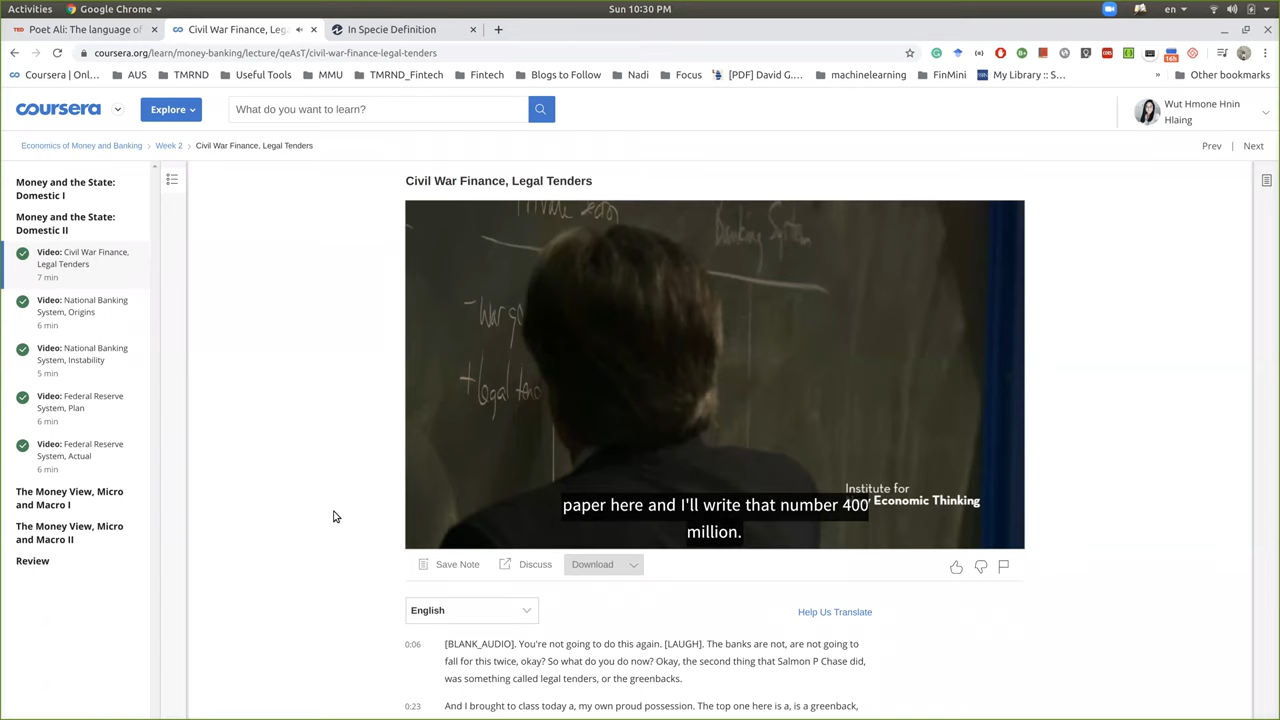 Activities
Google Chrome
Sun 10:30 PM
en
Poet Ali: The language of
Civil War Finance, Legal
In Specie Definition
coursera.org/learn/money-banking/lecture/qeAsT/civil-war-finance-legal-tenders
Coursera | Onl…
AUS
TMRND
Useful Tools
MMU
TMRND_Fintech
Fintech
Blogs to Follow
Nadi
Focus
[PDF] David G.…
machinelearning
FinMini
My Library :: S…
»
Other bookmarks
coursera
Explore
What do you want to learn?
Wut Hmone Hnin
Hlaing
Economics of Money and Banking > Week 2 > Civil War Finance, Legal Tenders
Prev | Next
Money and the State:
Domestic I
Money and the State:
Domestic II
Video: Civil War Finance,
Legal Tenders
7 min
Video: National Banking
System, Origins
6 min
Video: National Banking
System, Instability
5 min
Video: Federal Reserve
System, Plan
6 min
Video: Federal Reserve
System, Actual
6 min
The Money View, Micro
and Macro I
The Money View, Micro
and Macro II
Review
Civil War Finance, Legal Tenders
Private
Banking System
-War
+legal
Institute for
Economic Thinking
paper here and I'll write that number 400
million.
Save Note
Discuss
Download
English
Help Us Translate
0:06
[BLANK_AUDIO]. You're not going to do this again. [LAUGH]. The banks are not, are not going to
fall for this twice, okay? So what do you do now? Okay, the second thing that Salmon P Chase did,
was something called legal tenders, or the greenbacks.
0:23
And I brought to class today a, my own proud possession. The top one here is a, is a greenback,